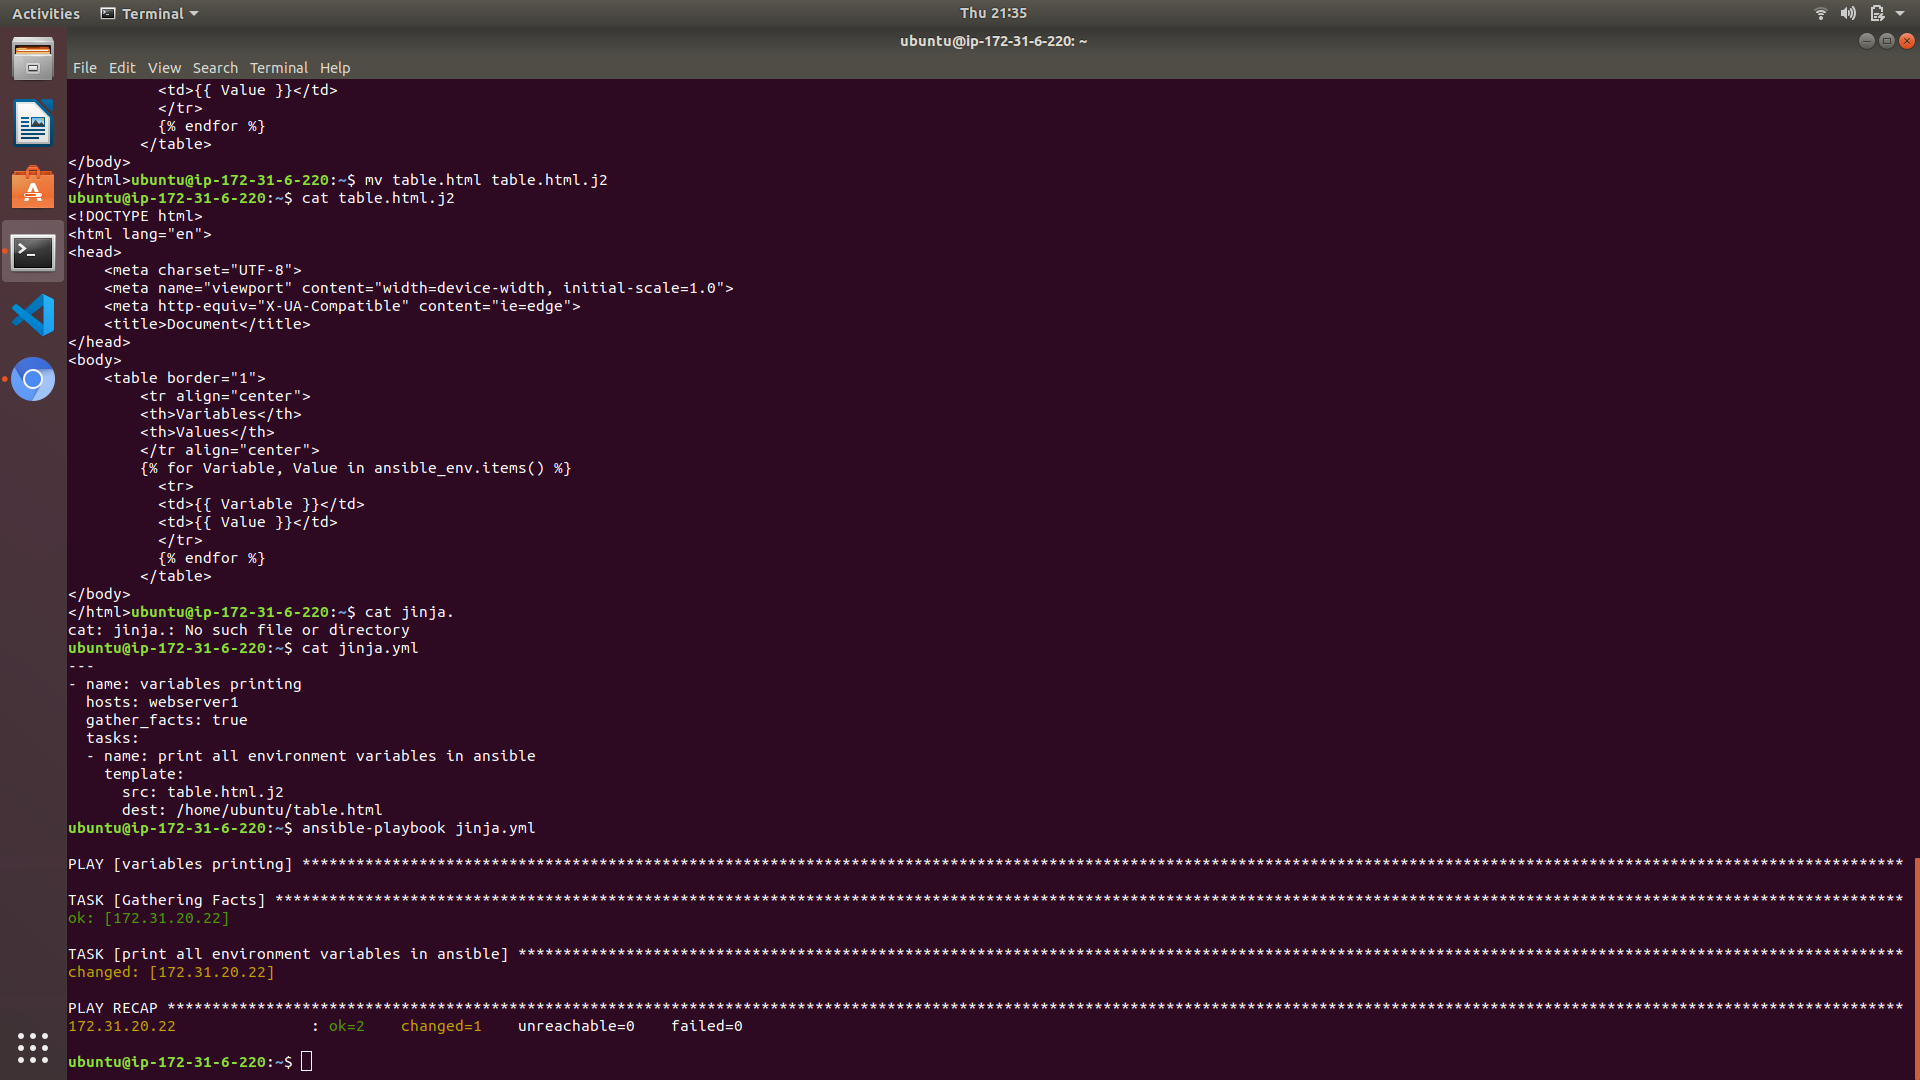 Activities Terminal Thu 21:35
ubuntu@ip-172-31-6-220: ~
File Edit View Search Terminal Help
          <td>{{ Value }}</td>
          </tr>
          {% endfor %}
        </table>
</body>
</html>ubuntu@ip-172-31-6-220:~$ mv table.html table.html.j2
ubuntu@ip-172-31-6-220:~$ cat table.html.j2
<!DOCTYPE html>
<html lang="en">
<head>
    <meta charset="UTF-8">
    <meta name="viewport" content="width=device-width, initial-scale=1.0">
    <meta http-equiv="X-UA-Compatible" content="ie=edge">
    <title>Document</title>
</head>
<body>
    <table border="1">
        <tr align="center">
        <th>Variables</th>
        <th>Values</th>
        </tr align="center">
        {% for Variable, Value in ansible_env.items() %}
          <tr>
          <td>{{ Variable }}</td>
          <td>{{ Value }}</td>
          </tr>
          {% endfor %}
        </table>
</body>
</html>ubuntu@ip-172-31-6-220:~$ cat jinja.
cat: jinja.: No such file or directory
ubuntu@ip-172-31-6-220:~$ cat jinja.yml
---
- name: variables printing
  hosts: webserver1
  gather_facts: true
  tasks:
  - name: print all environment variables in ansible
    template:
      src: table.html.j2
      dest: /home/ubuntu/table.html
ubuntu@ip-172-31-6-220:~$ ansible-playbook jinja.yml
PLAY [variables printing] **********************************************************************************************************************************************************************************
TASK [Gathering Facts] *************************************************************************************************************************************************************************************
ok: [172.31.20.22]
TASK [print all environment variables in ansible] **********************************************************************************************************************************************************
changed: [172.31.20.22]
PLAY RECAP *************************************************************************************************************************************************************************************************
172.31.20.22               : ok=2    changed=1    unreachable=0    failed=0
ubuntu@ip-172-31-6-220:~$